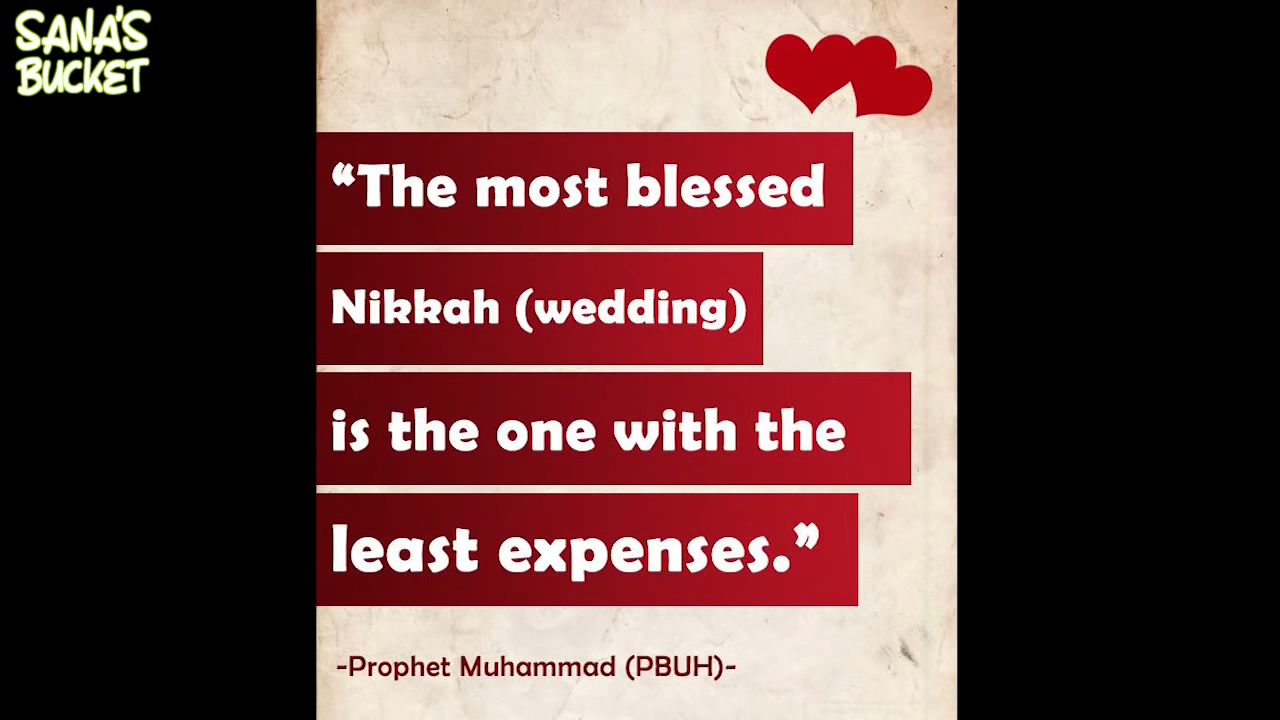 SANA'S
BUCKET
“The most blessed
Nikkah (wedding)
is the one with the
least expenses.”
-Prophet Muhammad (PBUH)-